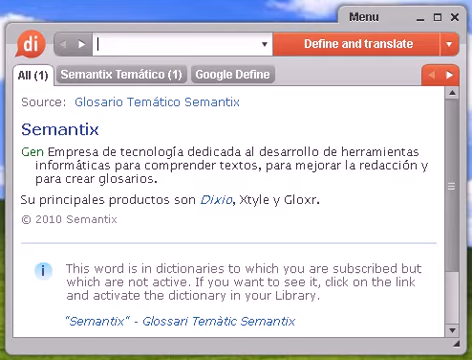 Menu
di
Define and translate
All (1)
Semantix Temático (1)
Google Define
Source: Glosario Temático Semantix
Semantix
Gen Empresa de tecnología dedicada al desarrollo de herramientas
informáticas para comprender textos, para mejorar la redacción y
para crear glosarios.
Su principales productos son Dixio, Xtyle y Gloxr.
© 2010 Semantix
i
This word is in dictionaries to which you are subscribed but
which are not active. If you want to see it, click on the link
and activate the dictionary in your Library.
"Semantix" - Glossari Temàtic Semantix